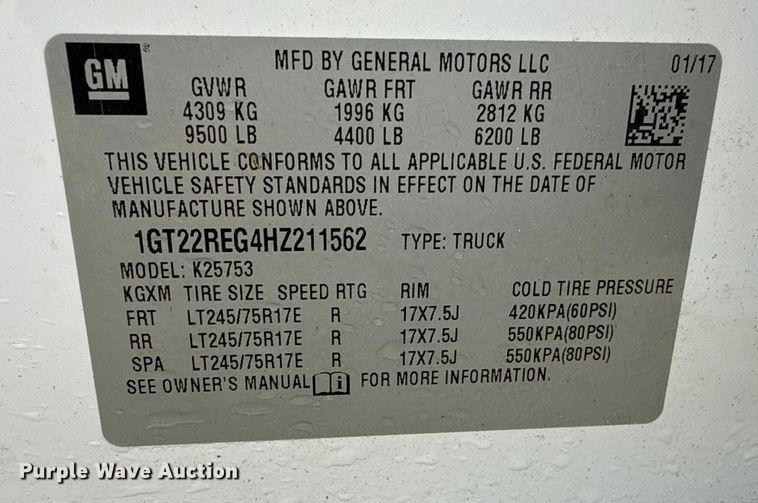 GM MFD BY GENERAL MOTORS LLC 01/17
GVWR GAWR FRT GAWR RR
4309 KG 1996 KG 2812 KG
9500 LB 4400 LB 6200 LB
THIS VEHICLE CONFORMS TO ALL APPLICABLE U.S. FEDERAL MOTOR
VEHICLE SAFETY STANDARDS IN EFFECT ON THE DATE OF
MANUFACTURE SHOWN ABOVE.
1GT22REG4HZ211562 TYPE: TRUCK
MODEL: K25753
KGXM TIRE SIZE SPEED RTG RIM COLD TIRE PRESSURE
FRT LT245/75R17E R 17X7.5J 420KPA(60PSI)
RR LT245/75R17E R 17X7.5J 550KPA(80PSI)
SPA LT245/75R17E R 17X7.5J 550KPA(80PSI)
SEE OWNER'S MANUAL i FOR MORE INFORMATION.
Purple Wave Auction